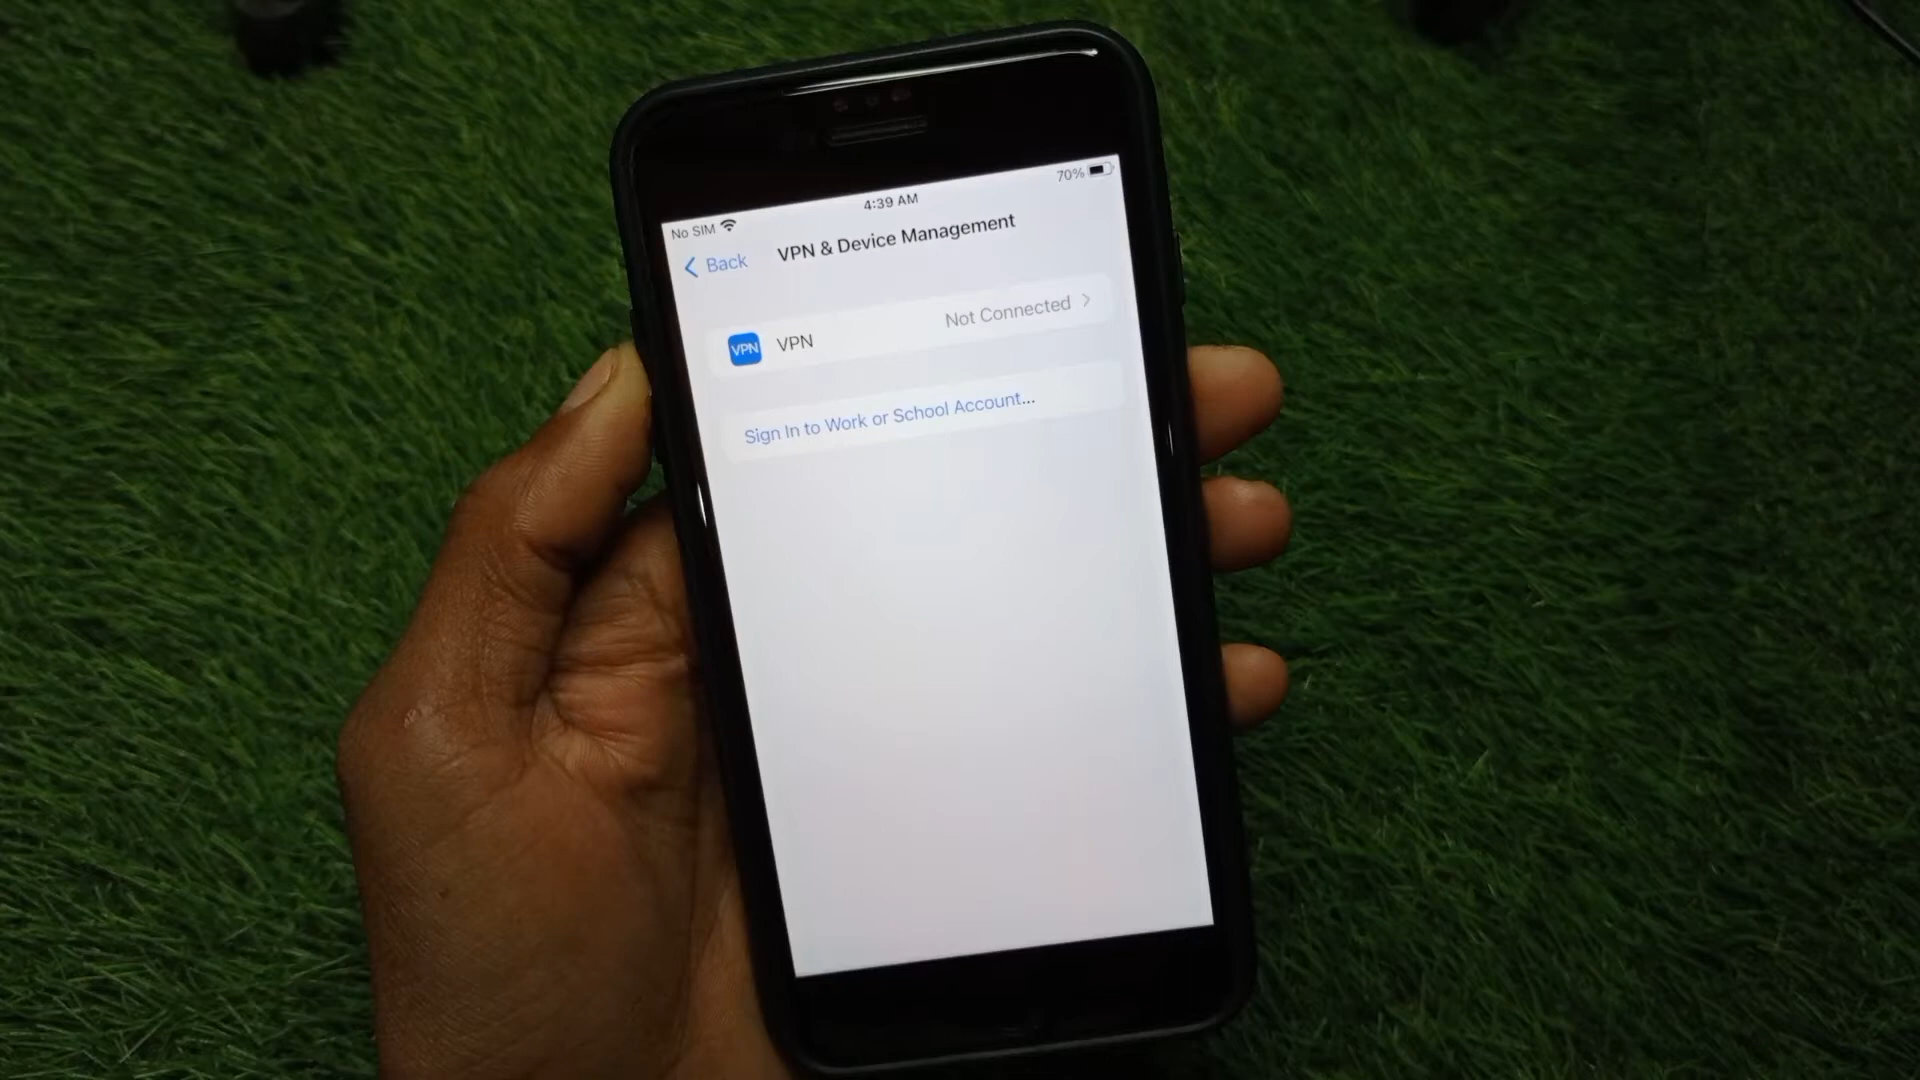 70%
4:39 AM
No SIM
Back
VPN & Device Management
VPN VPN Not Connected
Sign In to Work or School Account...